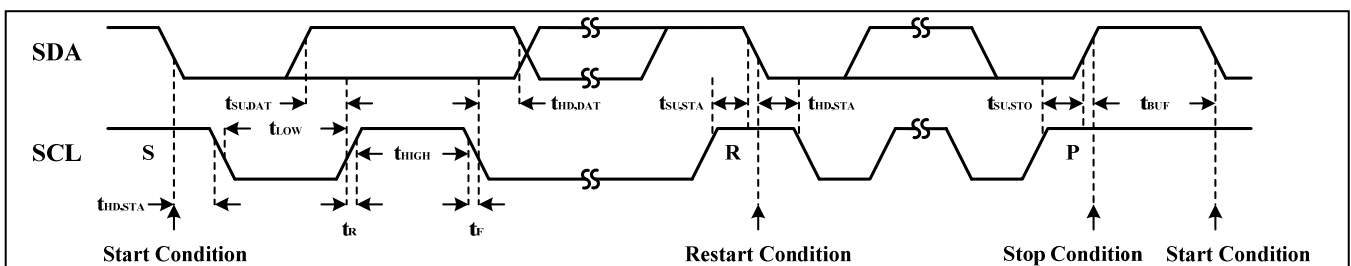 SDA
tSU,DAT tHD,DAT tSU,STA tHD,STA tSU,STO tBUF
tLOW
SCL S tHIGH R P
tHD,STA
tR tF
Start Condition Restart Condition Stop Condition Start Condition